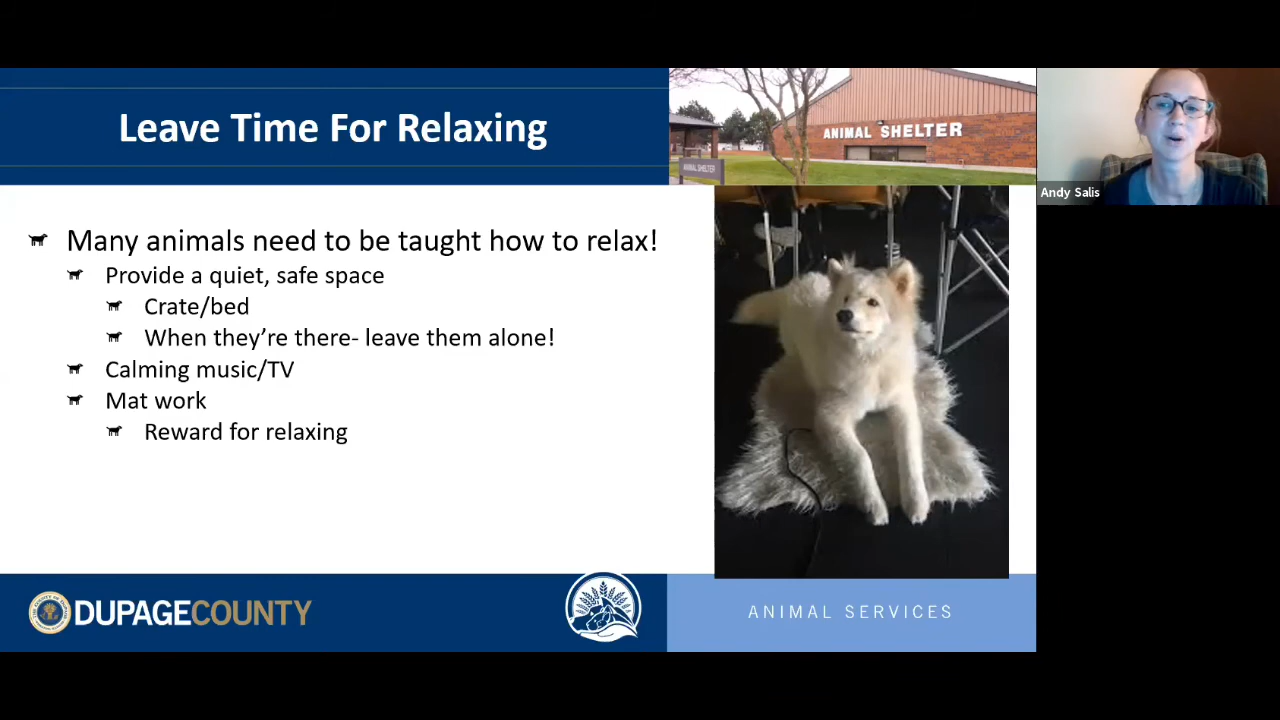 Leave Time For Relaxing
ANIMAL SHELTER
ANIMAL SHELTER
Andy Salis
Many animals need to be taught how to relax!
Provide a quiet, safe space
Crate/bed
When they’re there- leave them alone!
Calming music/TV
Mat work
Reward for relaxing
DUPAGECOUNTY
ANIMAL SERVICES